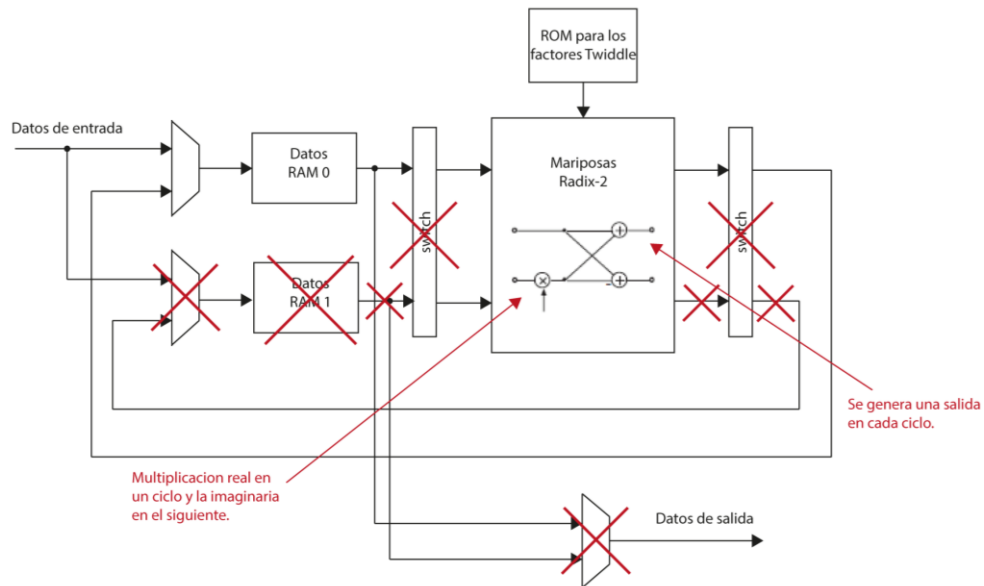 ROM para los
factores Twiddle
Datos de entrada
Datos
RAM 0
switch
Mariposas
Radix-2
switch
Datos
RAM 1
Se genera una salida
en cada ciclo.
Multiplicacion real en
un ciclo y la imaginaria
en el siguiente.
Datos de salida